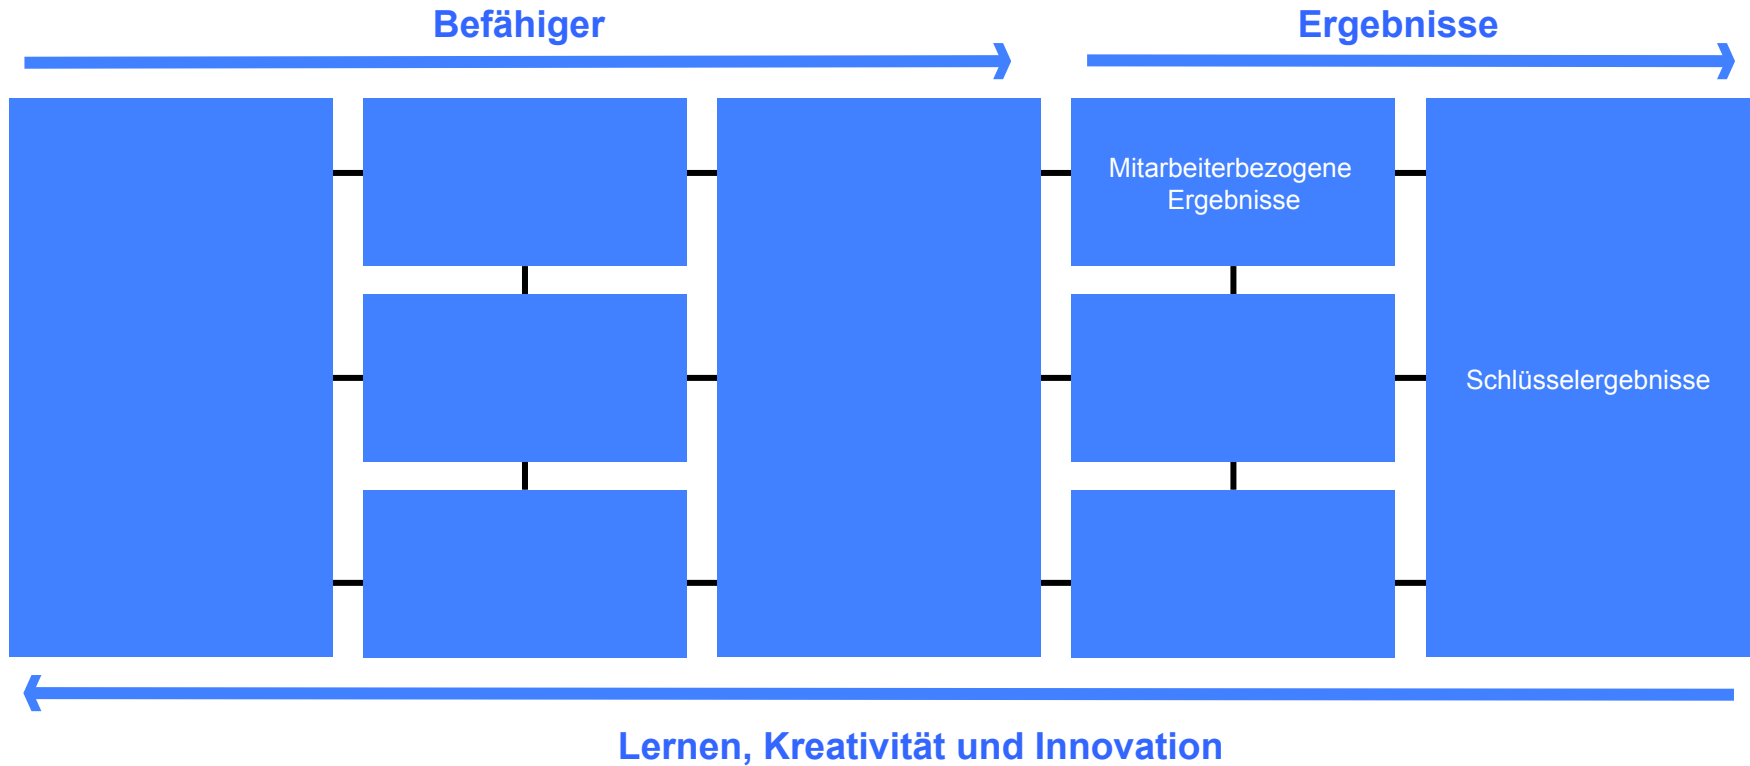 Befähiger
Ergebnisse
Mitarbeiterbezogene
Ergebnisse
Schlüsselergebnisse
Lernen, Kreativität und Innovation